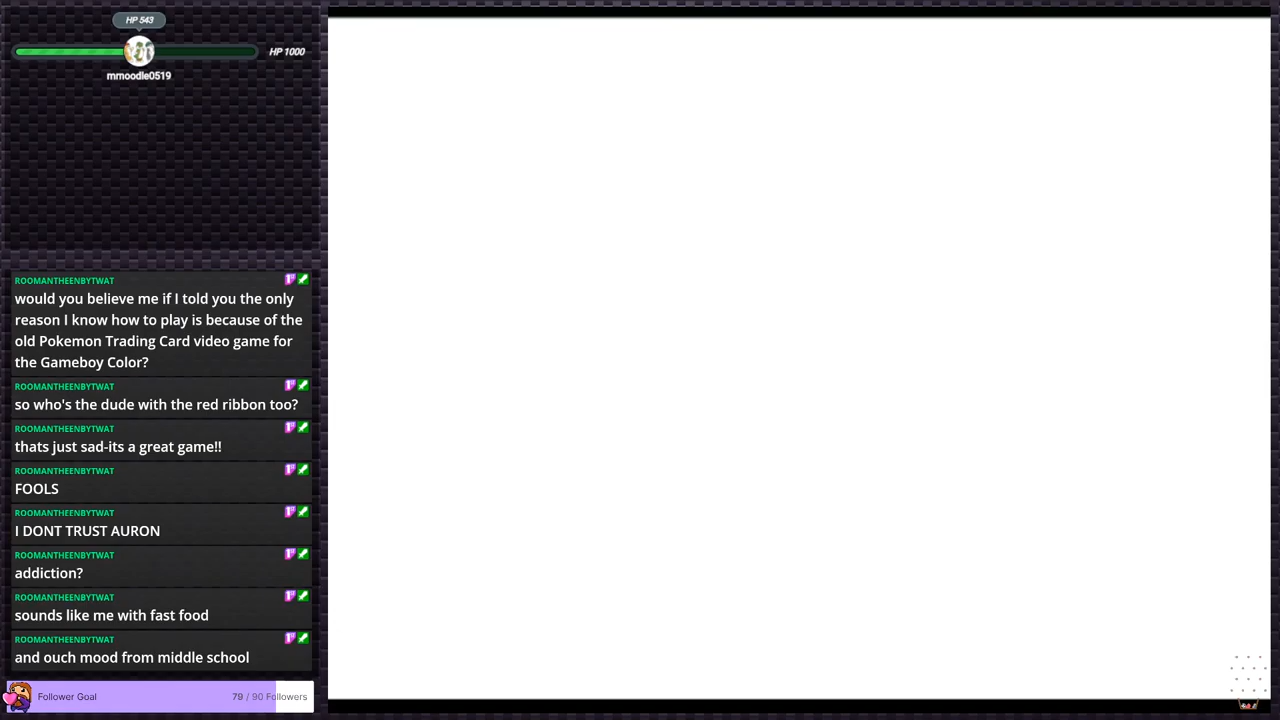 HP 543
HP 1000
mrmoodle0519
ROOMANTHEENBYTWAT
would you believe me if I told you the only
reason I know how to play is because of the
old Pokemon Trading Card video game for
the Gameboy Color?
ROOMANTHEENBYTWAT
so who's the dude with the red ribbon too?
ROOMANTHEENBYTWAT
thats just sad-its a great game!!
ROOMANTHEENBYTWAT
FOOLS
ROOMANTHEENBYTWAT
I DONT TRUST AURON
ROOMANTHEENBYTWAT
addiction?
ROOMANTHEENBYTWAT
sounds like me with fast food
ROOMANTHEENBYTWAT
and ouch mood from middle school
Follower Goal
79 / 90 Followers